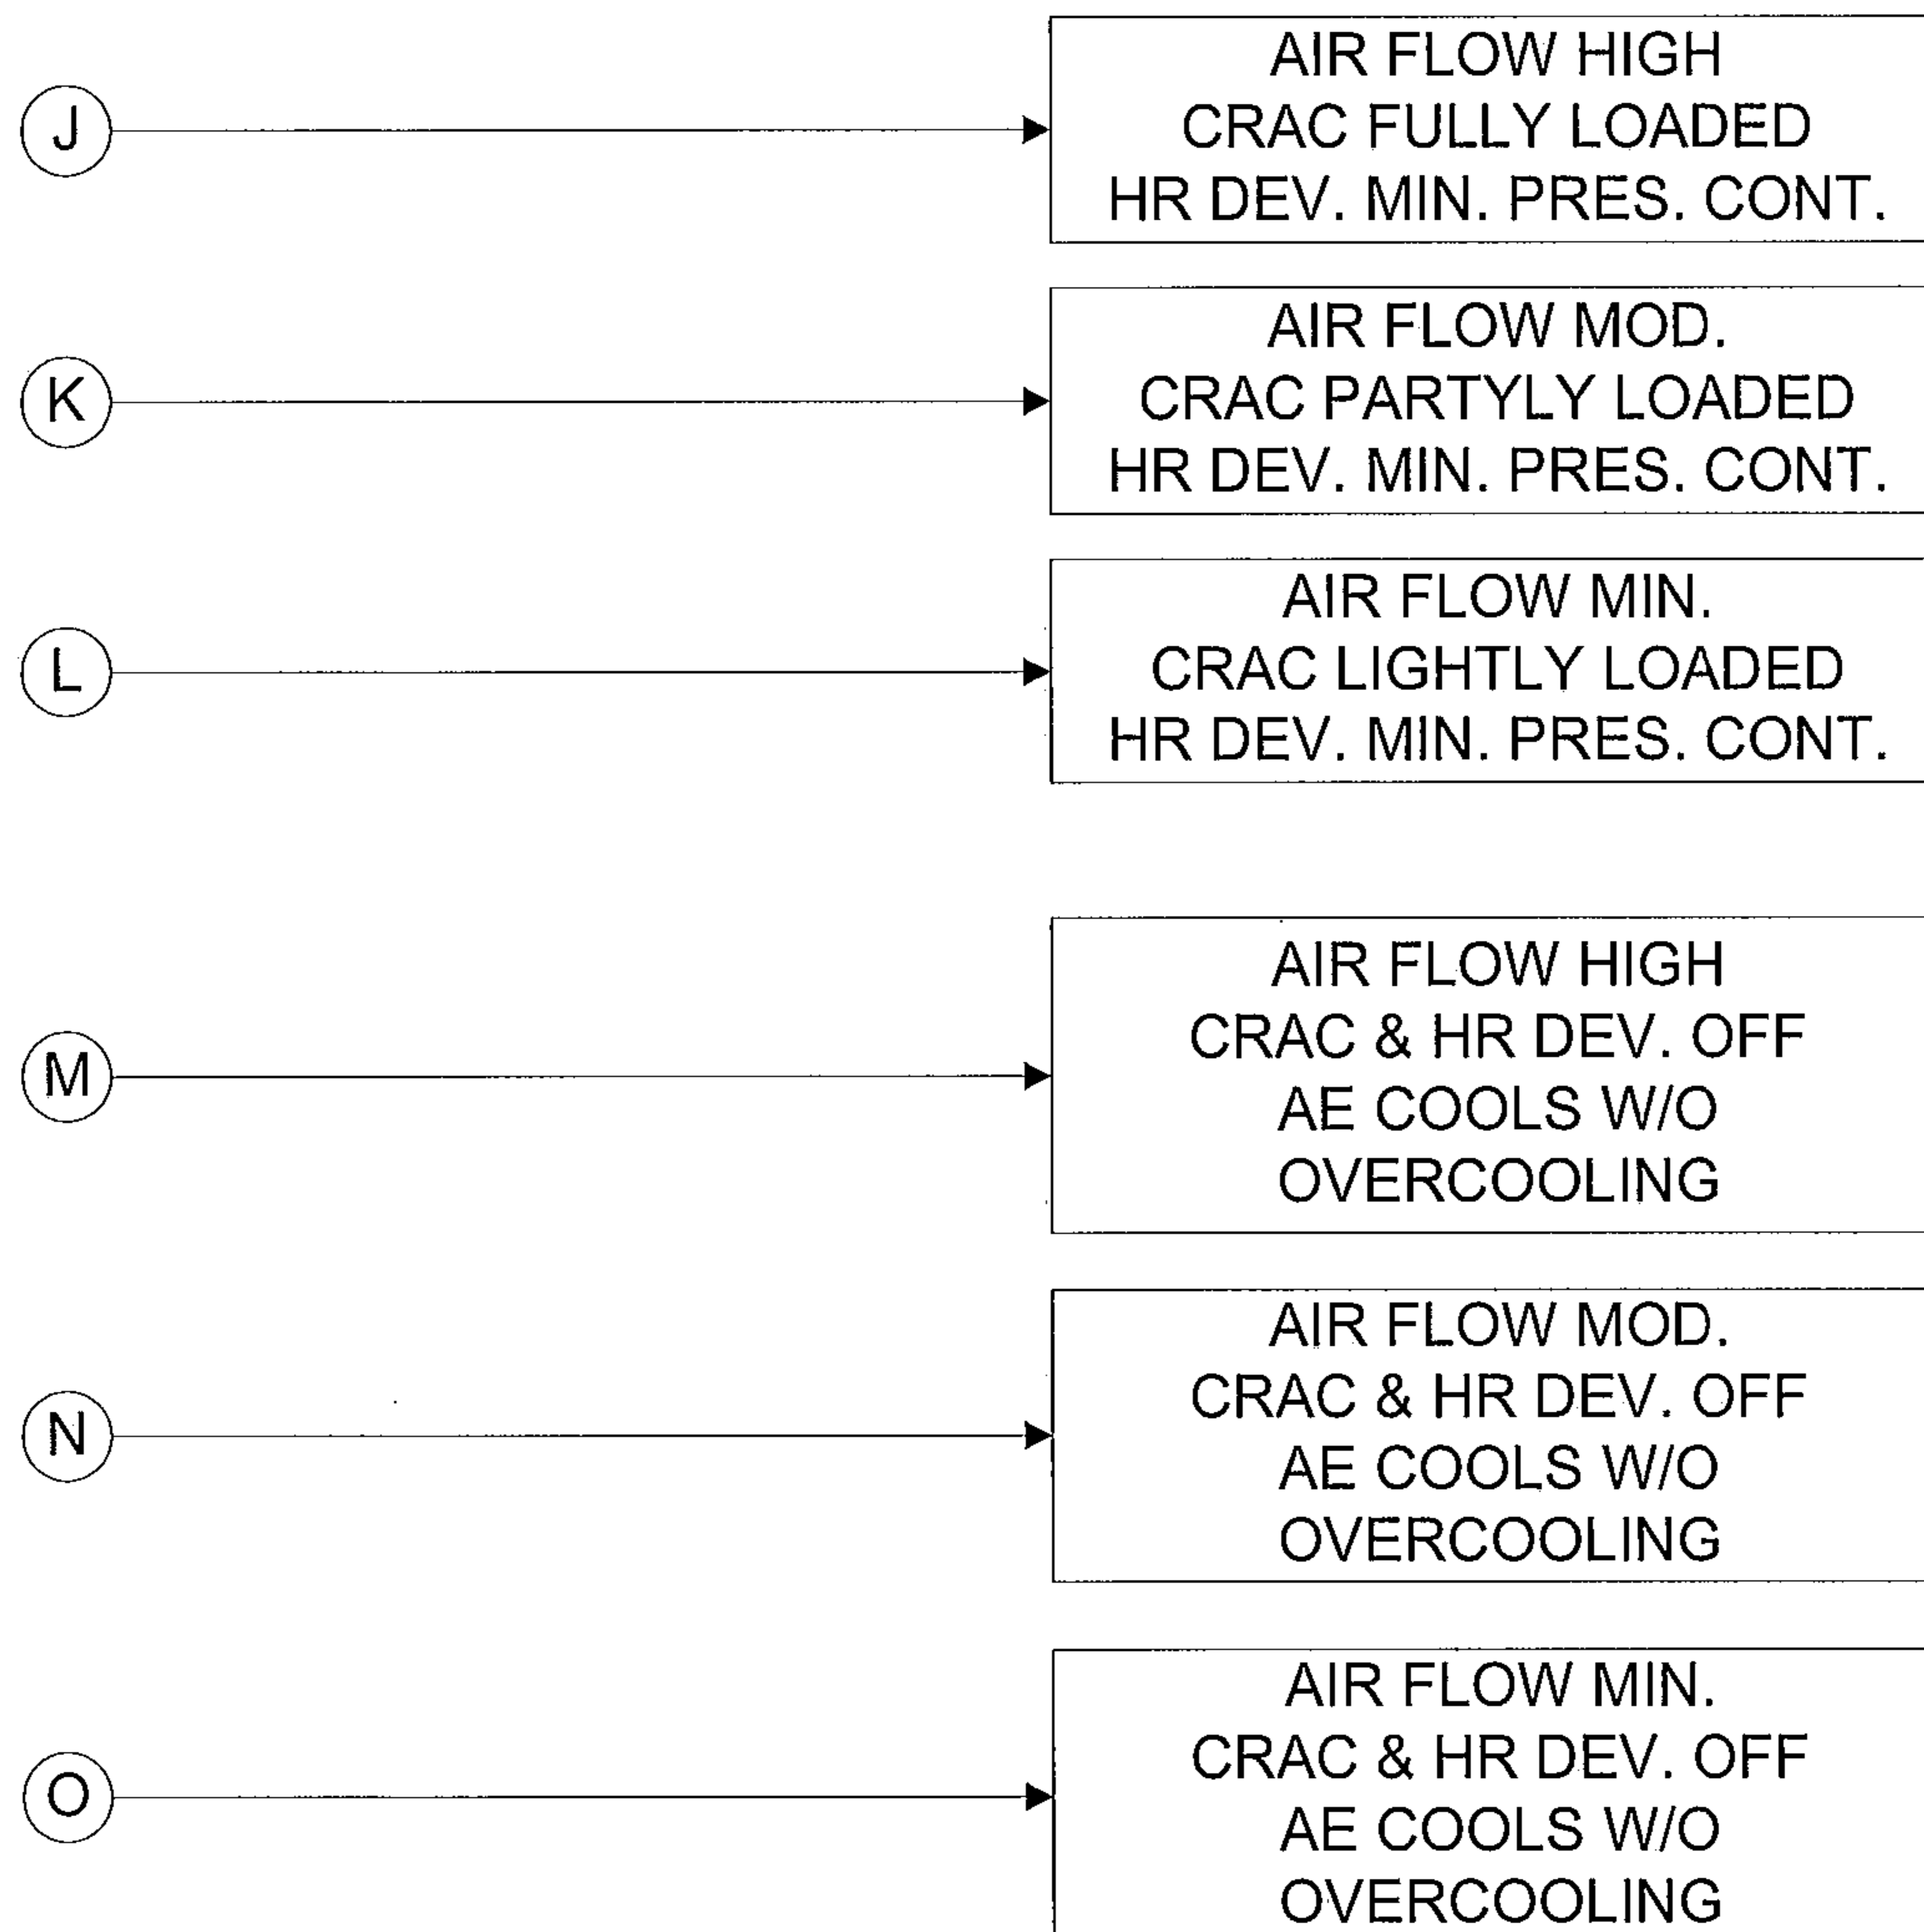 J
AIR FLOW HIGH
CRAC FULLY LOADED
HR DEV. MIN. PRES. CONT.
K
AIR FLOW MOD.
CRAC PARTYLY LOADED
HR DEV. MIN. PRES. CONT.
L
AIR FLOW MIN.
CRAC LIGHTLY LOADED
HR DEV. MIN. PRES. CONT.
M
AIR FLOW HIGH
CRAC & HR DEV. OFF
AE COOLS W/O
OVERCOOLING
N
AIR FLOW MOD.
CRAC & HR DEV. OFF
AE COOLS W/O
OVERCOOLING
O
AIR FLOW MIN.
CRAC & HR DEV. OFF
AE COOLS W/O
OVERCOOLING